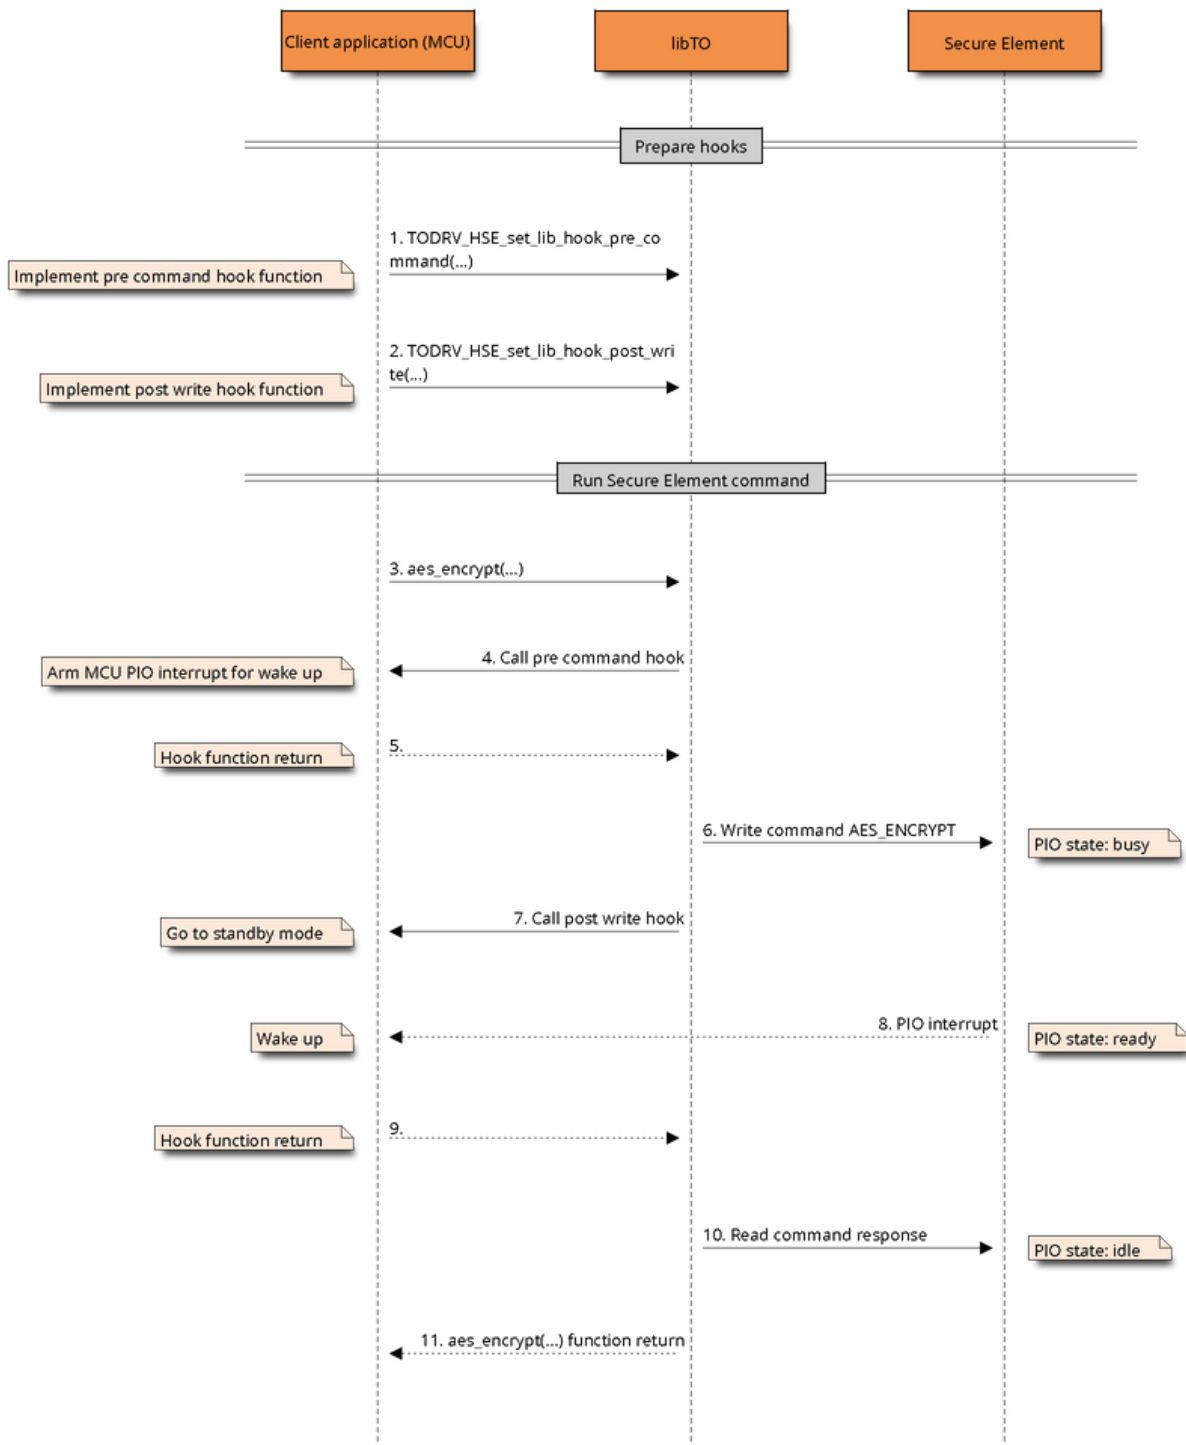 Client application (MCU)
libTO
Secure Element
Prepare hooks
1. TODRV_HSE_set_lib_hook_pre_co
mmand(...)
Implement pre command hook function
2. TODRV_HSE_set_lib_hook_post_wri
te(...)
Implement post write hook function
Run Secure Element command
3. aes_encrypt(...)
4. Call pre command hook
Arm MCU PIO interrupt for wake up
5.
Hook function return
6. Write command AES_ENCRYPT
PIO state: busy
7. Call post write hook
Go to standby mode
8. PIO interrupt
Wake up
PIO state: ready
9.
Hook function return
10. Read command response
PIO state: idle
11. aes_encrypt(...) function return